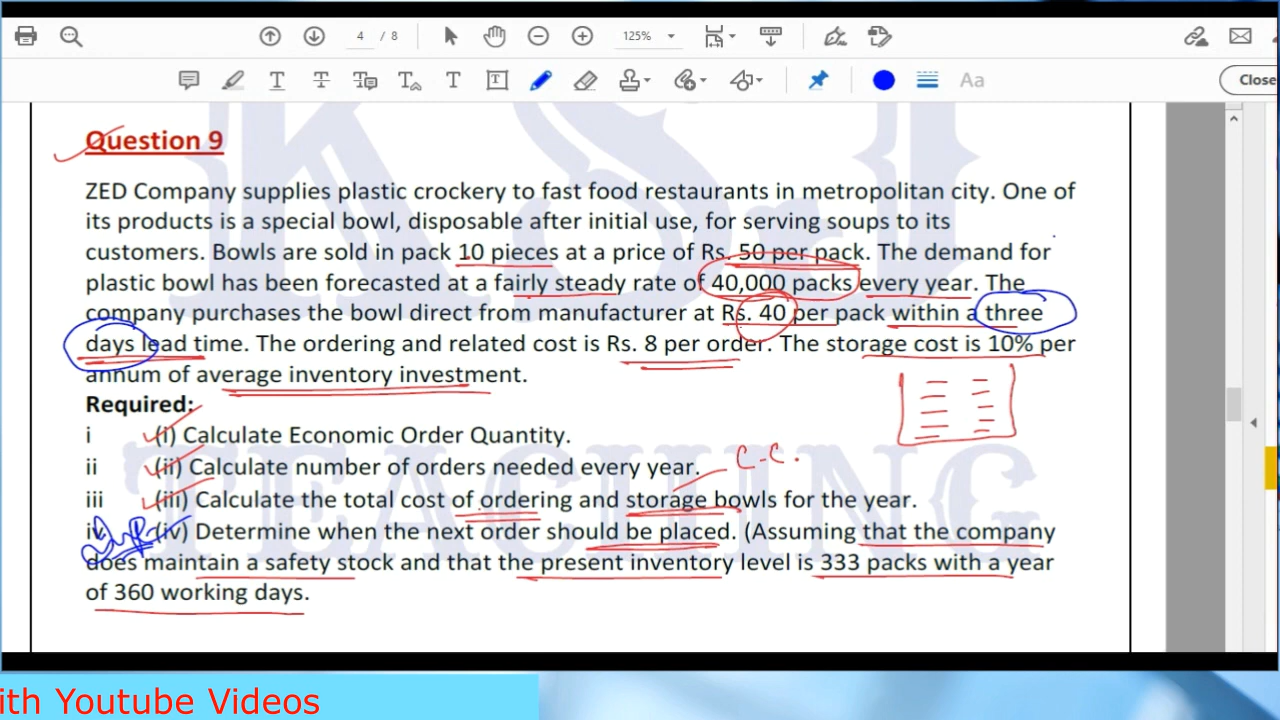 4 / 8
125%
Aa
Close
KSJ
TEACHING
Question 9
ZED Company supplies plastic crockery to fast food restaurants in metropolitan city. One of
its products is a special bowl, disposable after initial use, for serving soups to its
customers. Bowls are sold in pack 10 pieces at a price of Rs. 50 per pack. The demand for
plastic bowl has been forecasted at a fairly steady rate of 40,000 packs every year. The
company purchases the bowl direct from manufacturer at Rs. 40 per pack within a three
days lead time. The ordering and related cost is Rs. 8 per order. The storage cost is 10% per
annum of average inventory investment.
Required:
i (i) Calculate Economic Order Quantity.
ii (ii) Calculate number of orders needed every year.
C.C.
iii (iii) Calculate the total cost of ordering and storage bowls for the year.
iv (iv) Determine when the next order should be placed. (Assuming that the company
does maintain a safety stock and that the present inventory level is 333 packs with a year
of 360 working days.
ith Youtube Videos